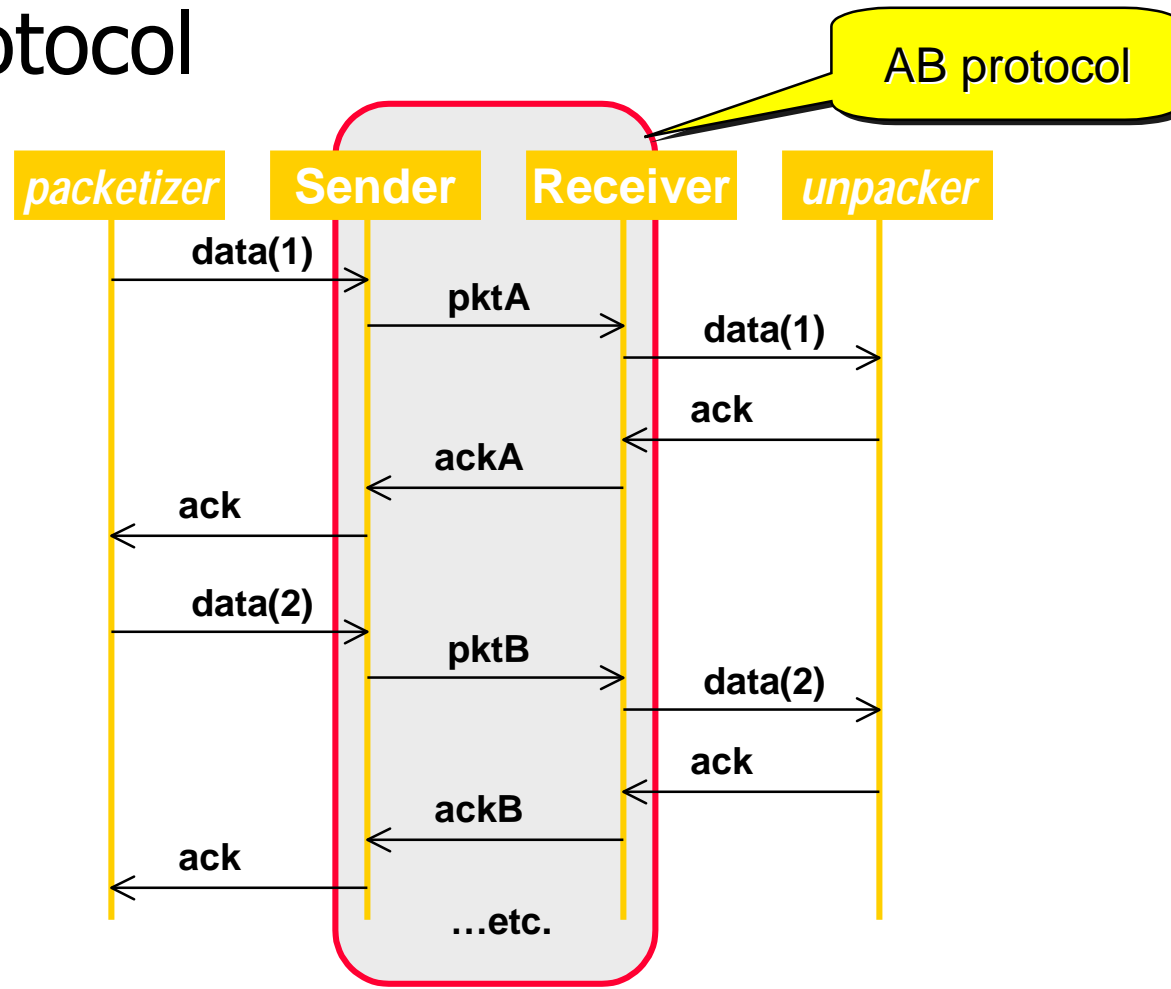 otocol
AB protocol
packetizer
Sender
Receiver
unpacker
data(1)
pktA
data(1)
ack
ackA
ack
data(2)
pktB
data(2)
ack
ackB
ack
…etc.